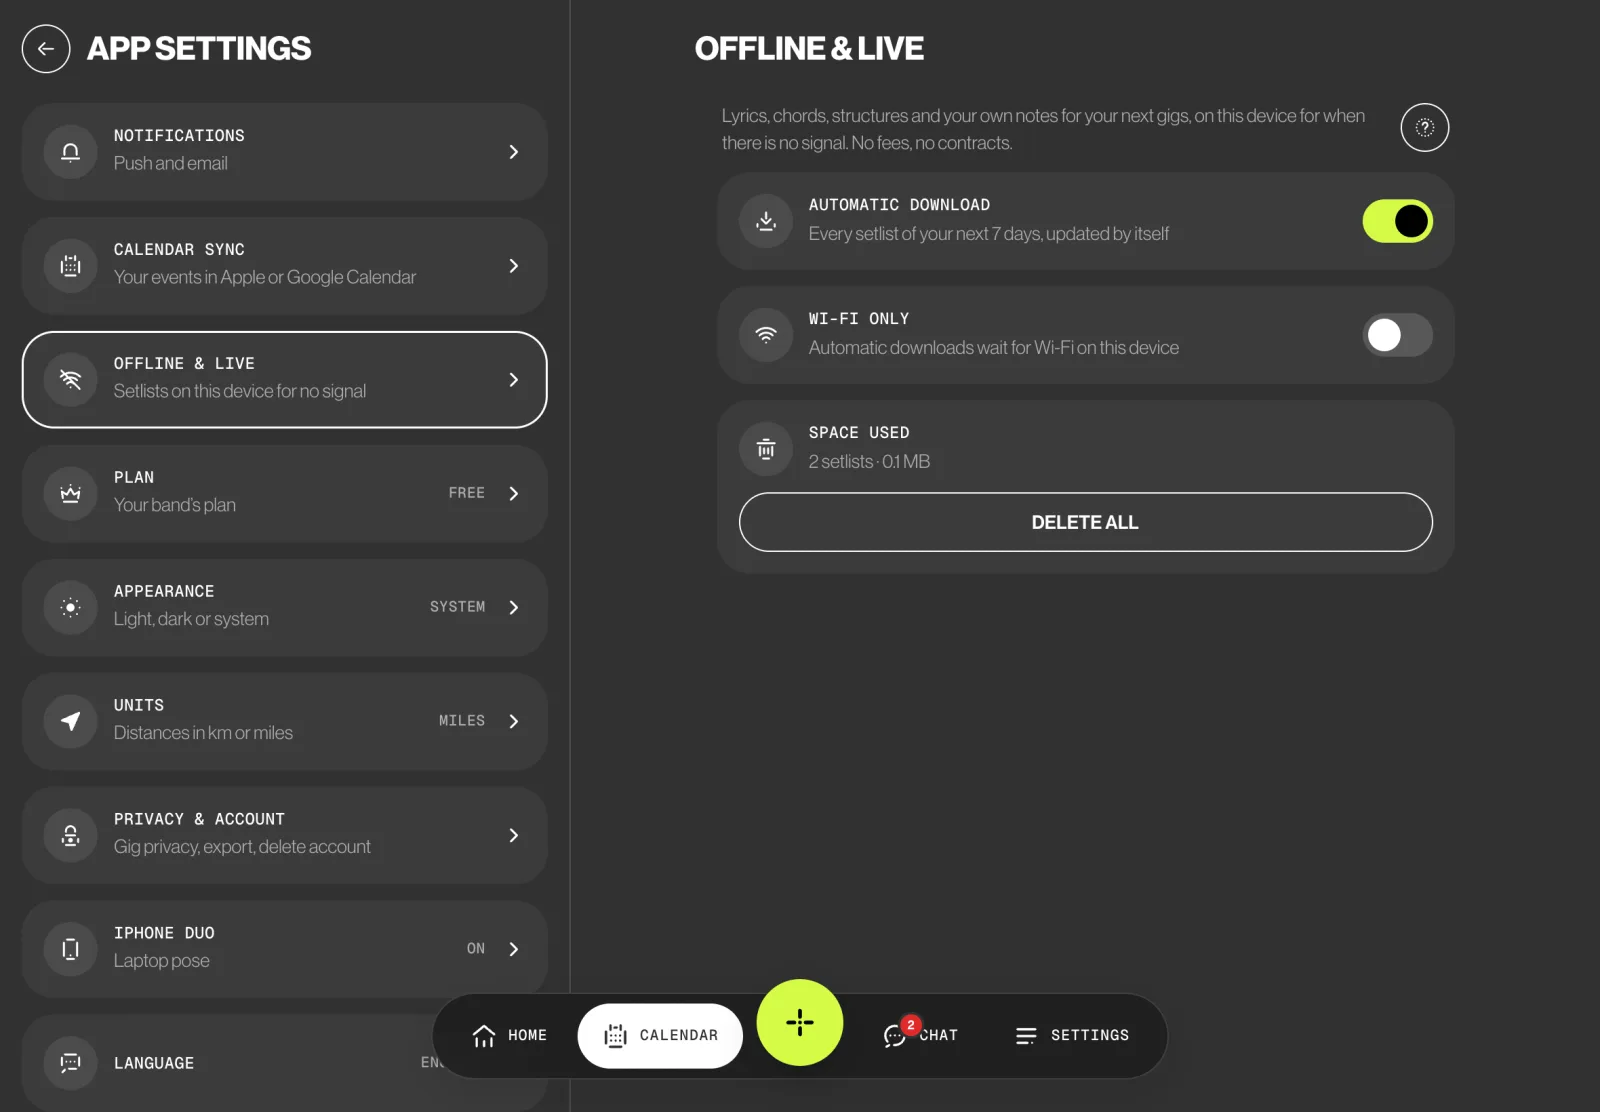 APP SETTINGS
NOTIFICATIONS
Push and email
CALENDAR SYNC
Your events in Apple or Google Calendar
OFFLINE & LIVE
Setlists on this device for no signal
PLAN
Your band's plan
FREE
APPEARANCE
Light, dark or system
SYSTEM
UNITS
Distances in km or miles
MILES
PRIVACY & ACCOUNT
Gig privacy, export, delete account
IPHONE DUO
Laptop pose
ON
LANGUAGE
OFFLINE & LIVE
Lyrics, chords, structures and your own notes for your next gigs, on this device for when
there is no signal. No fees, no contracts.
?
AUTOMATIC DOWNLOAD
Every setlist of your next 7 days, updated by itself
WI-FI ONLY
Automatic downloads wait for Wi-Fi on this device
SPACE USED
2 setlists · 0.1 MB
DELETE ALL
HOME
CALENDAR
2
CHAT
SETTINGS